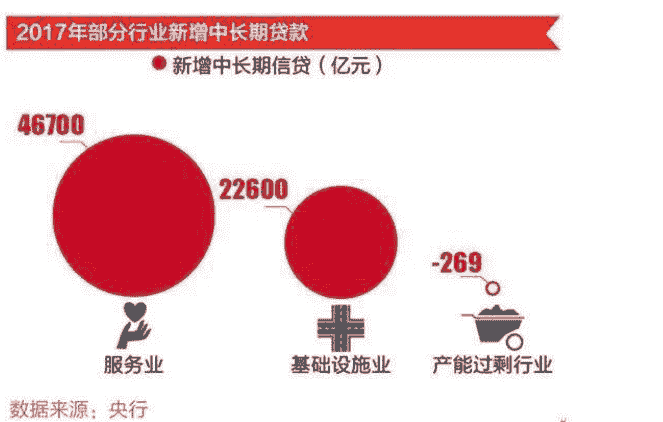 2017年部分行业新增中长期贷款
新增中长期信贷（亿元）
46700
22600
-269
服务业
基础设施业
产能过剩行业
数据来源：央行